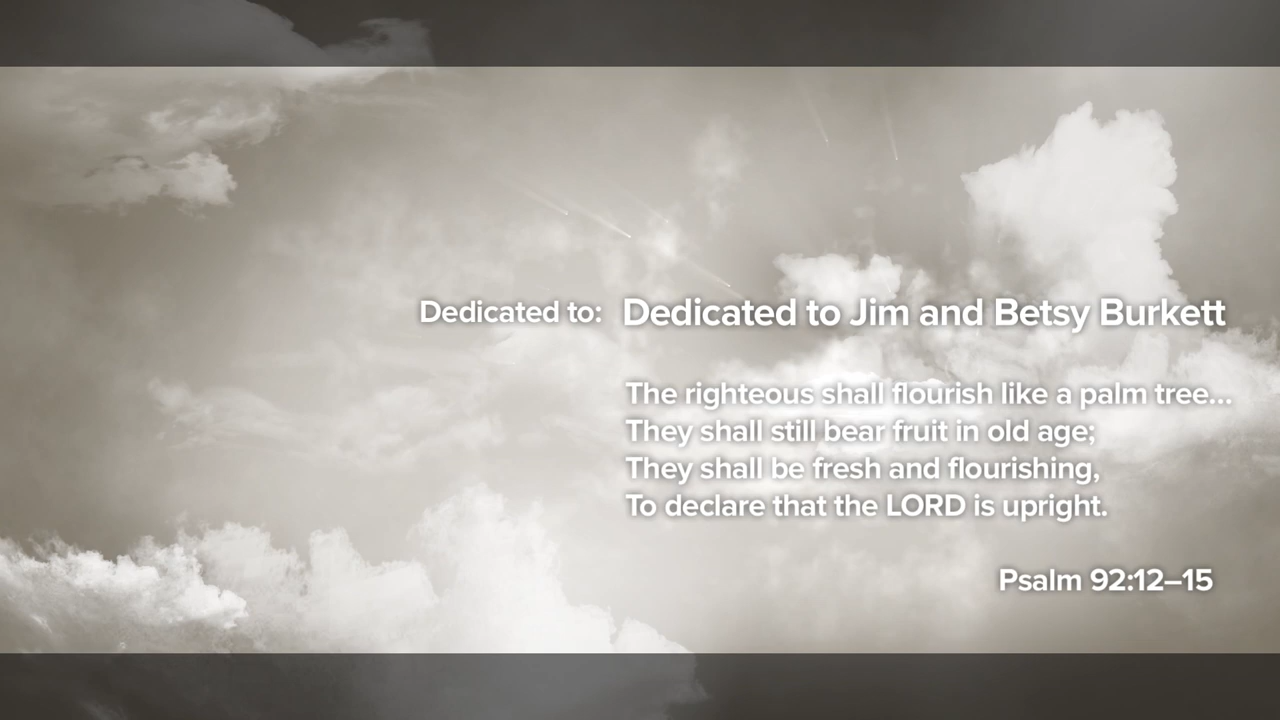 Dedicated to: Dedicated to Jim and Betsy Burkett
The righteous shall flourish like a palm tree...
They shall still bear fruit in old age;
They shall be fresh and flourishing,
To declare that the LORD is upright.
Psalm 92:12–15